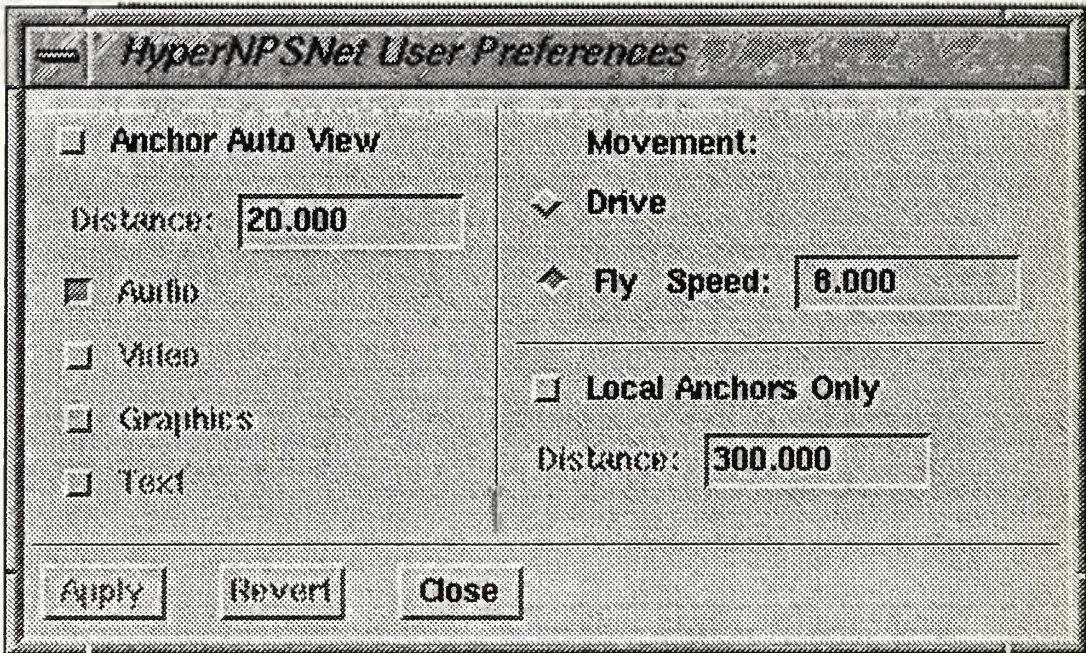 HyperNPSNet User Preferences
Anchor Auto View
Distance: 20.000
Audio
Video
Graphics
Text
Movement:
Drive
Fly Speed: 6.000
Local Anchors Only
Distance: 300.000
Apply Revert Close